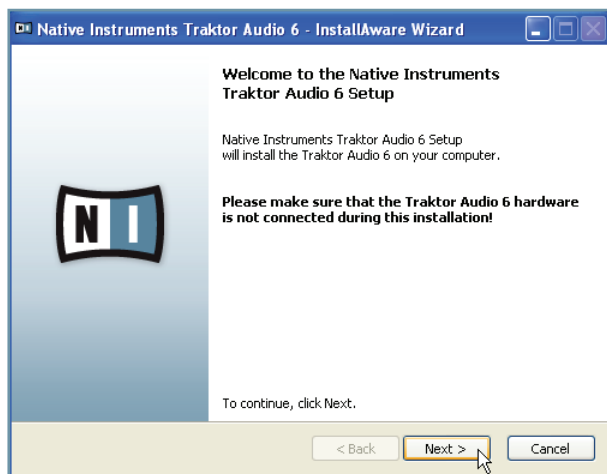 Native Instruments Traktor Audio 6 - InstallAware Wizard
Welcome to the Native Instruments
Traktor Audio 6 Setup
Native Instruments Traktor Audio 6 Setup
will install the Traktor Audio 6 on your computer.
Please make sure that the Traktor Audio 6 hardware
is not connected during this installation!
N I
To continue, click Next.
< Back Next > Cancel